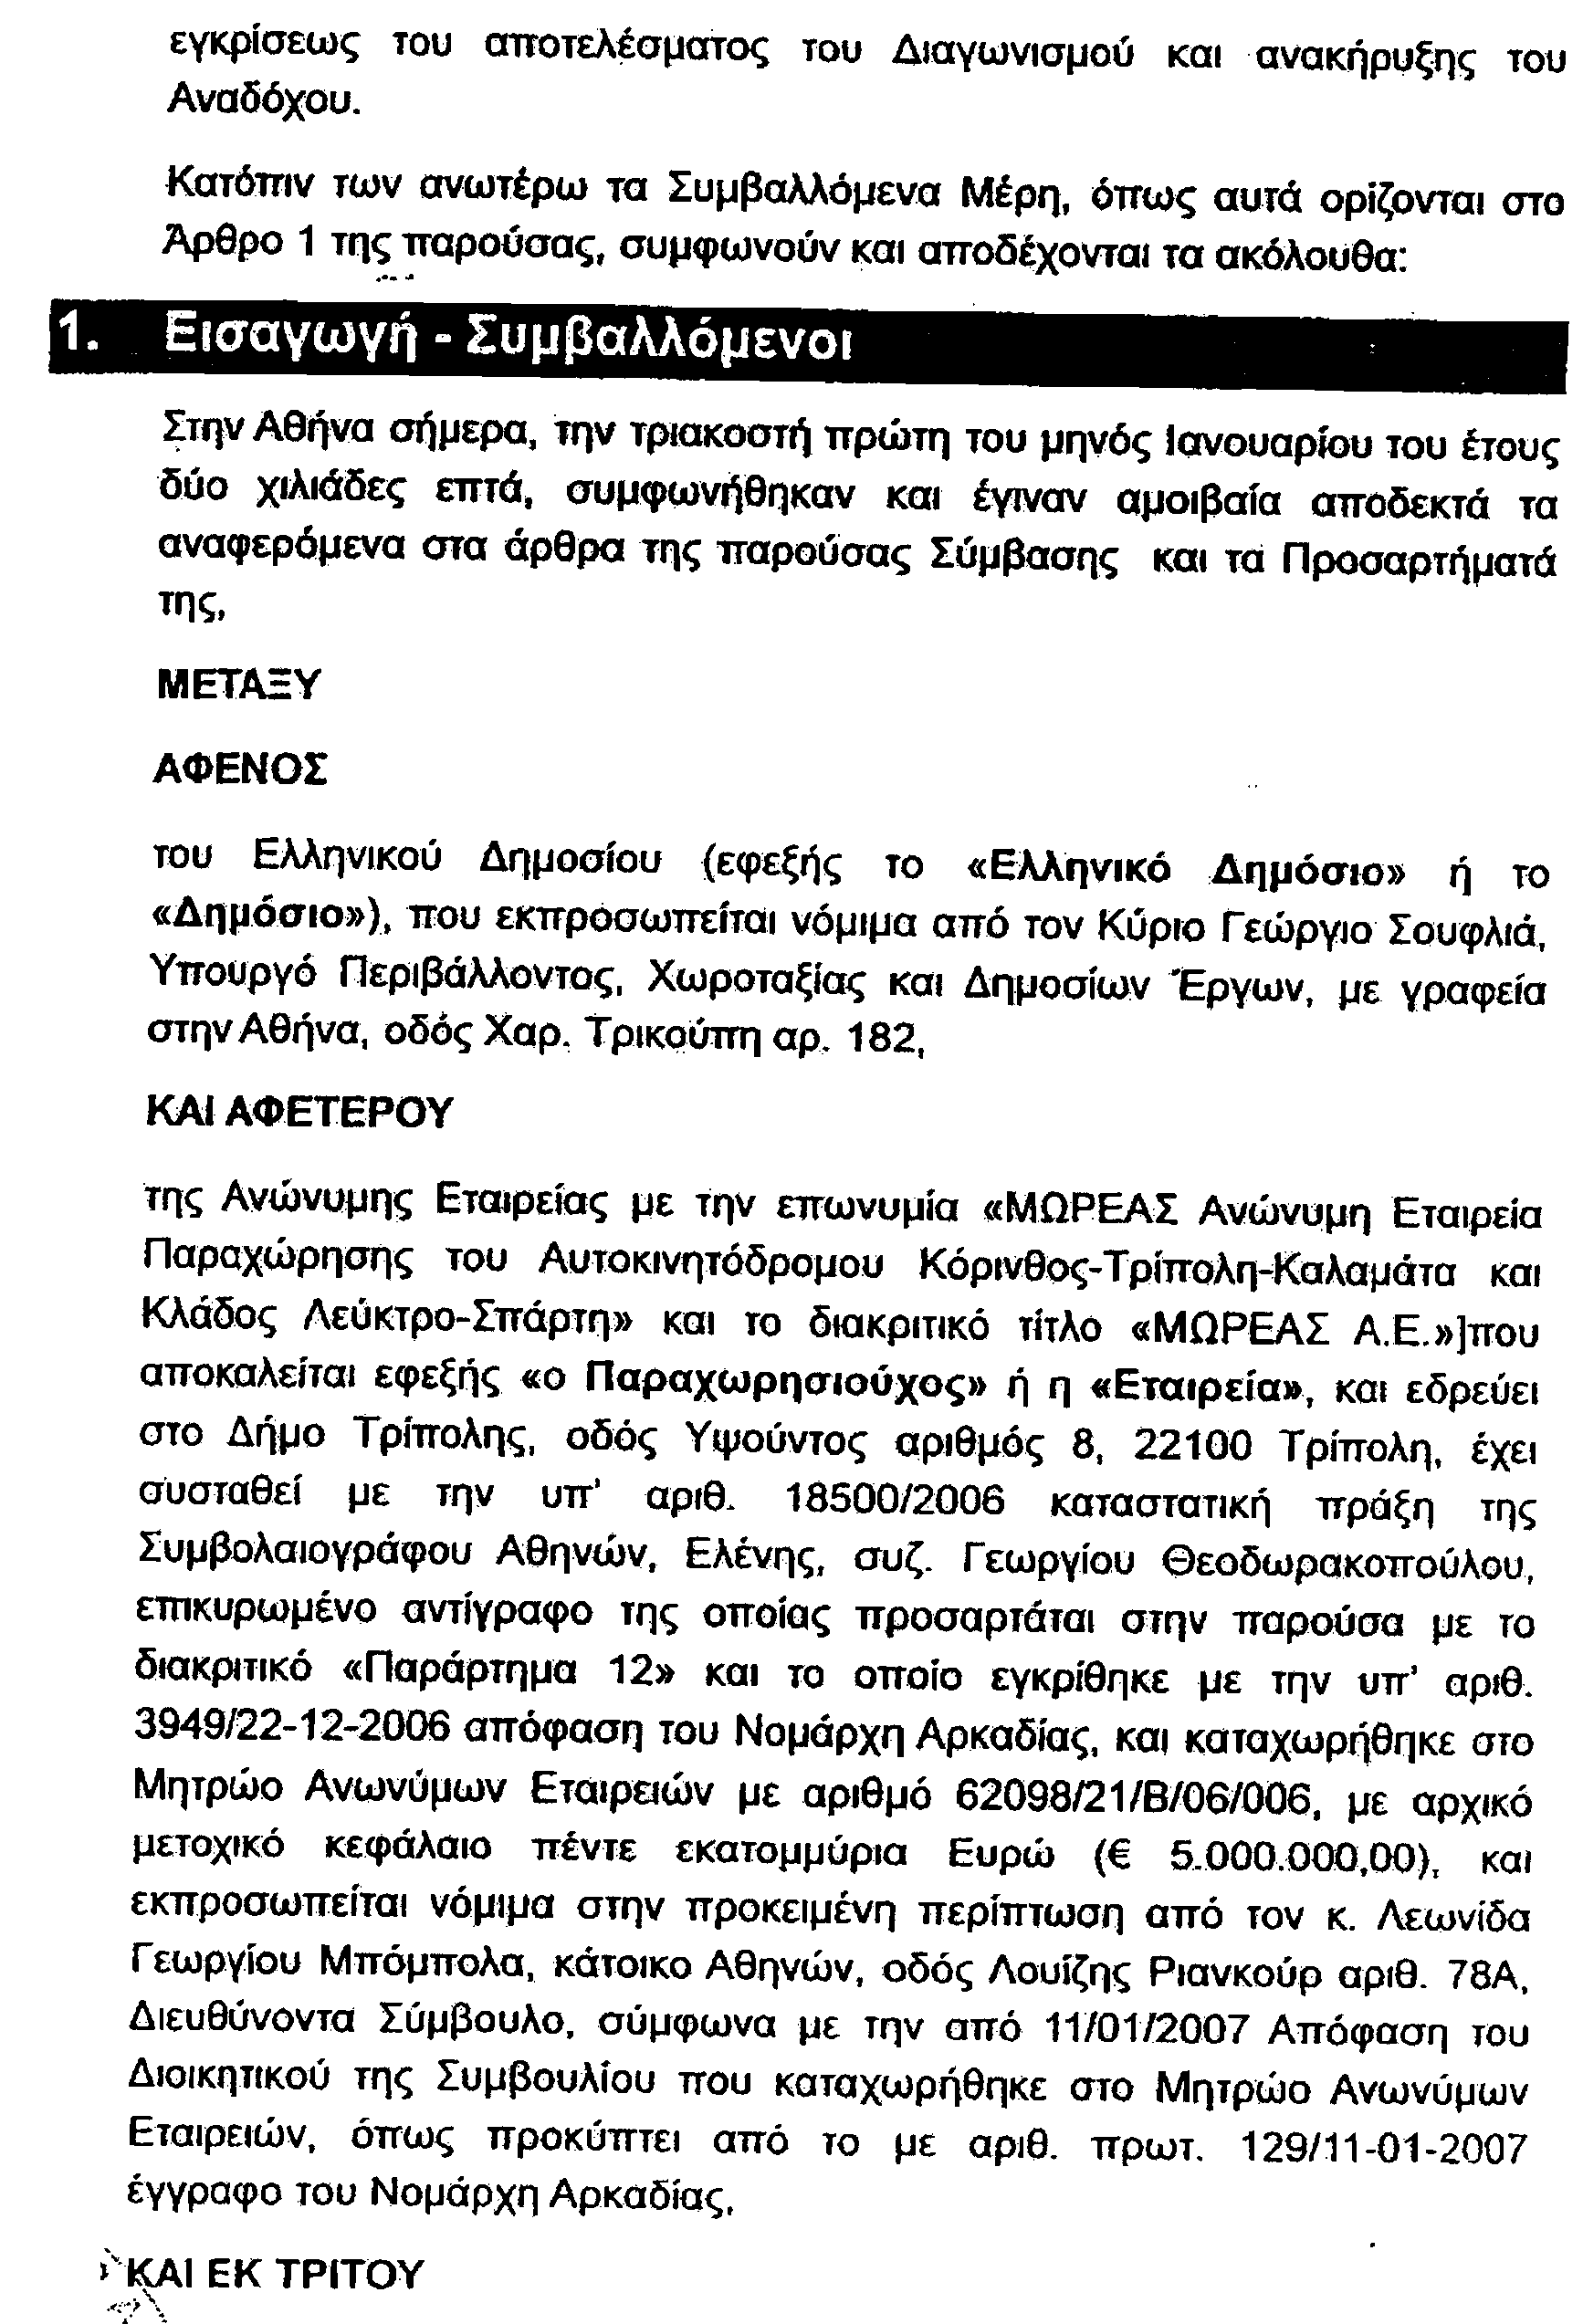 εγκρίσεως του αποτελέσματος του Διαγωνισμού και ανακήρυξης του
Αναδόχου.
Κατόπιν των ανωτέρω τα Συμβαλλόμενα Μέρη, όπως αυτά ορίζονται στο
Άρθρο 1 της παρούσας, συμφωνούν και αποδέχονται τα ακόλουθα:
1. Εισαγωγή - Συμβαλλόμενοι
Στην Αθήνα σήμερα, την τριακοστή πρώτη του μηνός Ιανουαρίου του έτους
δύο χιλιάδες επτά, συμφωνήθηκαν και έγιναν αμοιβαία αποδεκτά τα
αναφερόμενα στα άρθρα της παρούσας Σύμβασης και τα Προσαρτήματά
της,
ΜΕΤΑΞΥ
ΑΦΕΝΟΣ
του Ελληνικού Δημοσίου (εφεξής το «Ελληνικό Δημόσιο» ή το
«Δημόσιο»), που εκπροσωπείται νόμιμα από τον Κύριο Γεώργιο Σουφλιά,
Υπουργό Περιβάλλοντος, Χωροταξίας και Δημοσίων Έργων, με γραφεία
στην Αθήνα, οδός Χαρ. Τρικούπη αρ. 182,
ΚΑΙ ΑΦΕΤΕΡΟΥ
της Ανώνυμης Εταιρείας με την επωνυμία «ΜΩΡΕΑΣ Ανώνυμη Εταιρεία
Παραχώρησης του Αυτοκινητόδρομου Κόρινθος-Τρίπολη-Καλαμάτα και
Κλάδος Λεύκτρο-Σπάρτη» και το διακριτικό τίτλο «ΜΩΡΕΑΣ Α.Ε.»]που
αποκαλείται εφεξής «ο Παραχωρησιούχος» ή η «Εταιρεία», και εδρεύει
στο Δήμο Τρίπολης, οδός Υψούντος αριθμός 8, 22100 Τρίπολη, έχει
συσταθεί με την υπ' αριθ. 18500/2006 καταστατική πράξη της
Συμβολαιογράφου Αθηνών, Ελένης, συζ. Γεωργίου Θεοδωρακοπούλου,
επικυρωμένο αντίγραφο της οποίας προσαρτάται στην παρούσα με το
διακριτικό «Παράρτημα 12» και το οποίο εγκρίθηκε με την υπ' αριθ.
3949/22-12-2006 απόφαση του Νομάρχη Αρκαδίας, και καταχωρήθηκε στο
Μητρώο Ανωνύμων Εταιρειών με αριθμό 62098/21/Β/06/006, με αρχικό
μετοχικό κεφάλαιο πέντε εκατομμύρια Ευρώ (€ 5.000.000,00), και
εκπροσωπείται νόμιμα στην προκειμένη περίπτωση από τον κ. Λεωνίδα
Γεωργίου Μπόμπολα, κάτοικο Αθηνών, οδός Λουίζης Ριανκούρ αριθ. 78Α,
Διευθύνοντα Σύμβουλο, σύμφωνα με την από 11/01/2007 Απόφαση του
Διοικητικού της Συμβουλίου που καταχωρήθηκε στο Μητρώο Ανωνύμων
Εταιρειών, όπως προκύπτει από το με αριθ. πρωτ. 129/11-01-2007
έγγραφο του Νομάρχη Αρκαδίας,
ΚΑΙ ΕΚ ΤΡΙΤΟΥ